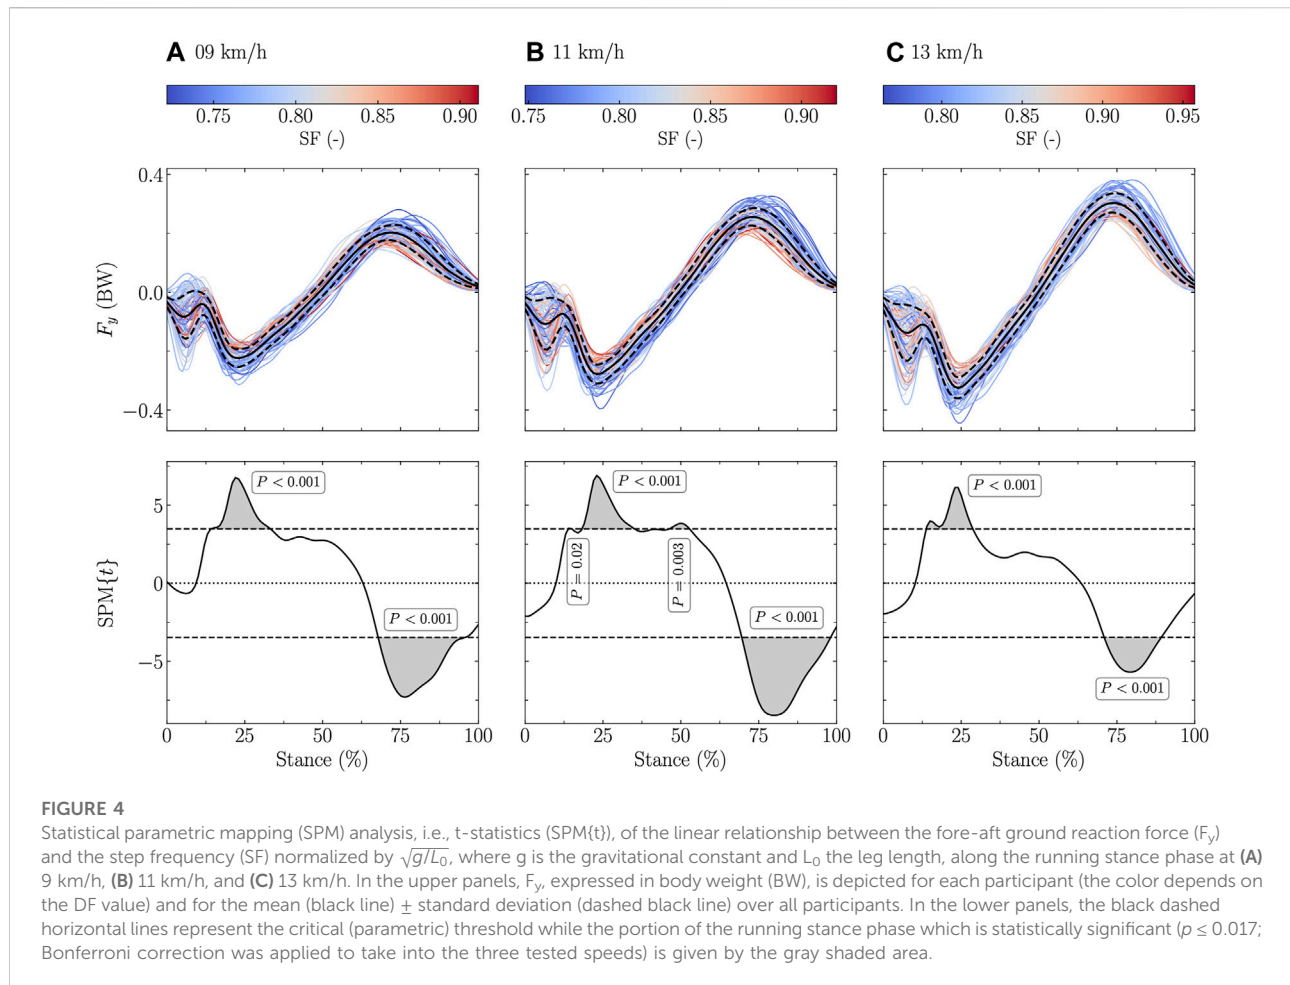 A 09 km/h
B 11 km/h
C 13 km/h
0.75 0.80 0.85 0.90
SF (-)
0.75 0.80 0.85 0.90
SF (-)
0.80 0.85 0.90 0.95
SF (-)
0.4
0.0
−0.4
F_y (BW)
P < 0.001
P < 0.001
P < 0.001
P = 0.02
P = 0.003
P < 0.001
P < 0.001
P < 0.001
5
0
−5
SPM{t}
0 25 50 75 100
Stance (%)
0 25 50 75 100
Stance (%)
0 25 50 75 100
Stance (%)
FIGURE 4
Statistical parametric mapping (SPM) analysis, i.e., t-statistics (SPM{t}), of the linear relationship between the fore-aft ground reaction force (F_y)
and the step frequency (SF) normalized by √g/L₀, where g is the gravitational constant and L₀ the leg length, along the running stance phase at (A)
9 km/h, (B) 11 km/h, and (C) 13 km/h. In the upper panels, F_y, expressed in body weight (BW), is depicted for each participant (the color depends on
the DF value) and for the mean (black line) ± standard deviation (dashed black line) over all participants. In the lower panels, the black dashed
horizontal lines represent the critical (parametric) threshold while the portion of the running stance phase which is statistically significant (p ≤ 0.017;
Bonferroni correction was applied to take into the three tested speeds) is given by the gray shaded area.